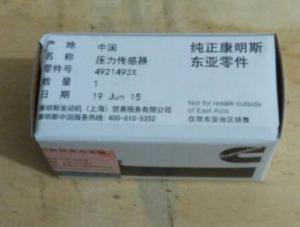 产地 中国
名称 压力传感器
零件号 4921493X
数量 1
日期 19 Jun 15
康明斯发动机（上海）贸易服务有限公司
康明斯中国服务热线：400-810-5252
纯正康明斯
东亚零件
Not for resale outside
of East Asia
仅限东亚地区销售